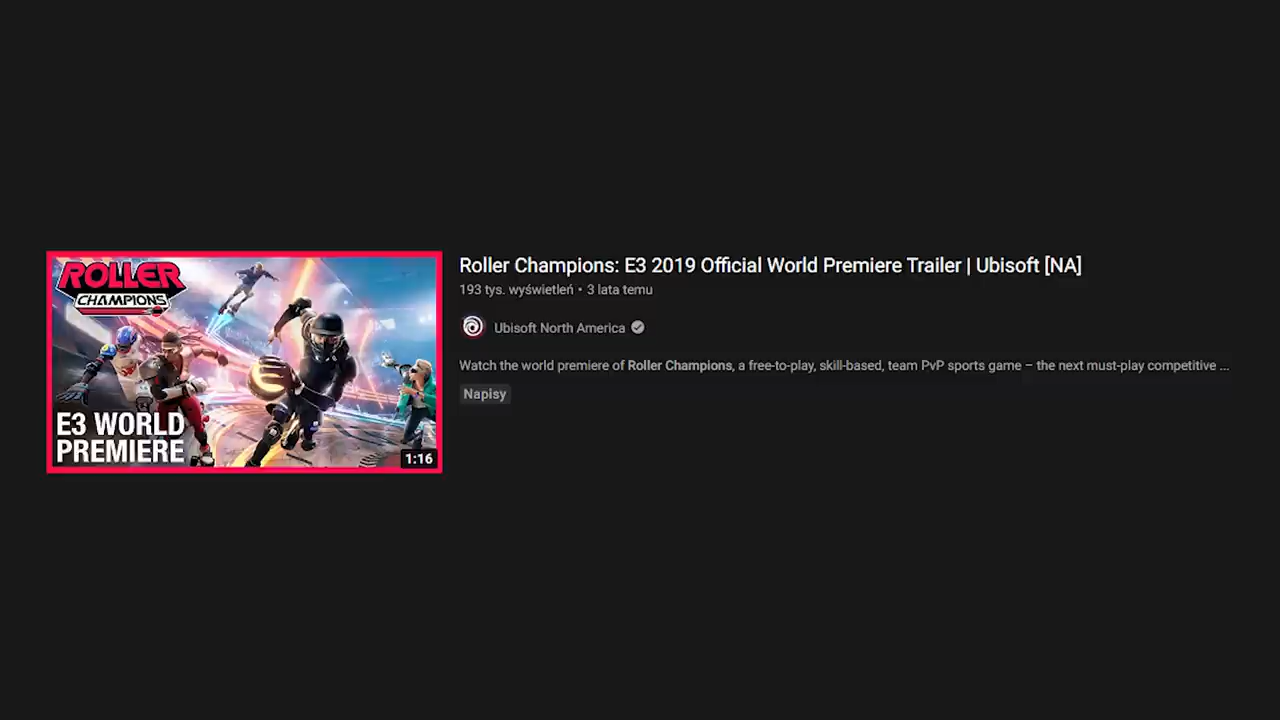 ROLLER
CHAMPIONS
E3 WORLD
PREMIERE
1:16
Roller Champions: E3 2019 Official World Premiere Trailer | Ubisoft [NA]
193 tys. wyświetleń • 3 lata temu
Ubisoft North America
Watch the world premiere of Roller Champions, a free-to-play, skill-based, team PvP sports game – the next must-play competitive ...
Napisy